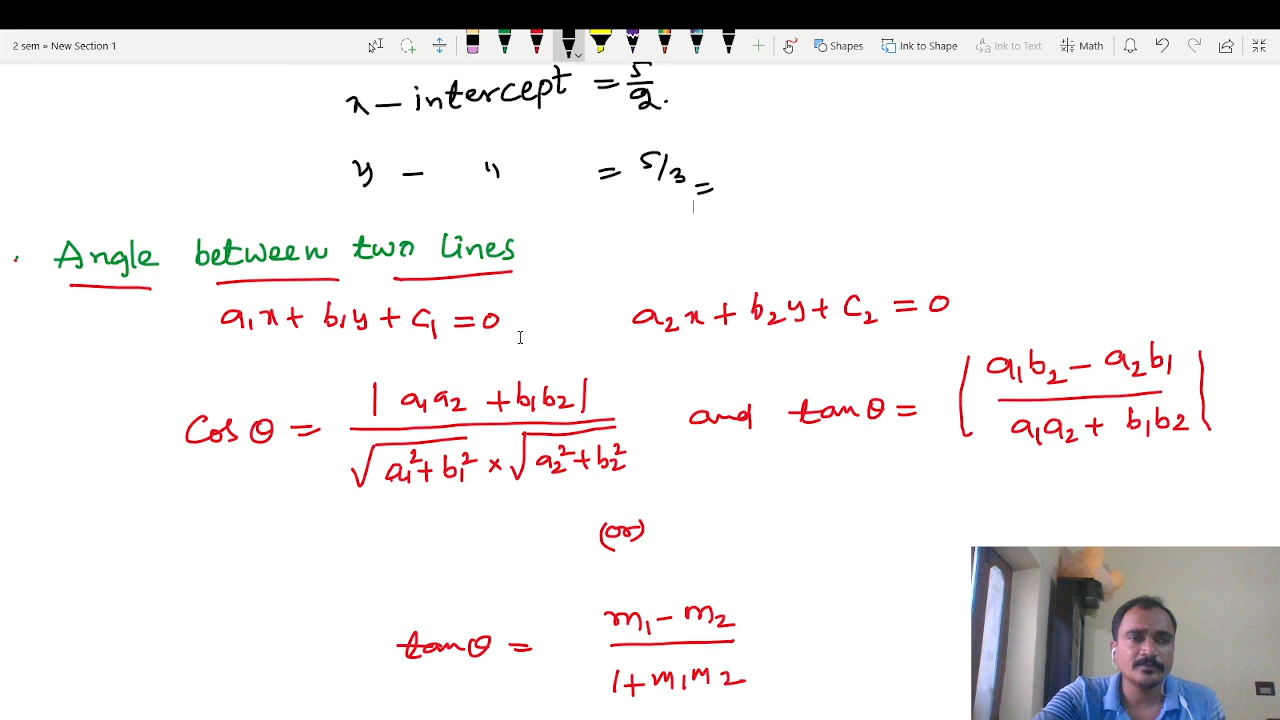 2 sem » New Section 1
Shapes Ink to Shape Ink to Text Math
x - intercept = 5/2.
y - " = 5/3 =
. Angle between two lines
a₁x + b₁y + c₁ = 0 a₂x + b₂y + c₂ = 0
Cos θ = |a₁a₂ + b₁b₂| / √a₁²+b₁² × √a₂²+b₂² and tan θ = |a₁b₂ - a₂b₁ / a₁a₂ + b₁b₂|
(or)
tan θ = m₁ - m₂ / 1 + m₁m₂